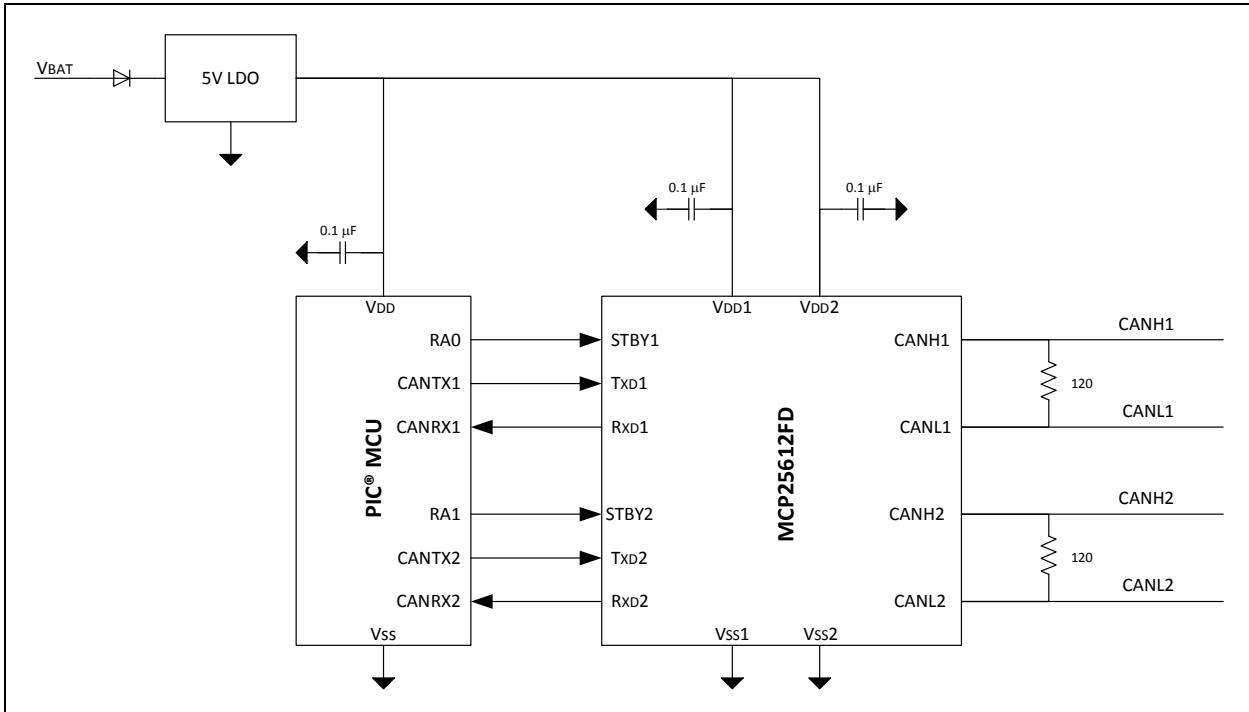 VBAT
5V LDO
0.1 μF
0.1 μF
0.1 μF
VDD
VDD1
VDD2
RA0
STBY1
CANH1
CANH1
CANTX1
TXD1
120
CANRX1
RXD1
CANL1
CANL1
PIC® MCU
MCP25612FD
RA1
STBY2
CANH2
CANH2
CANTX2
TXD2
120
CANRX2
RXD2
CANL2
CANL2
VSS
VSS1
VSS2